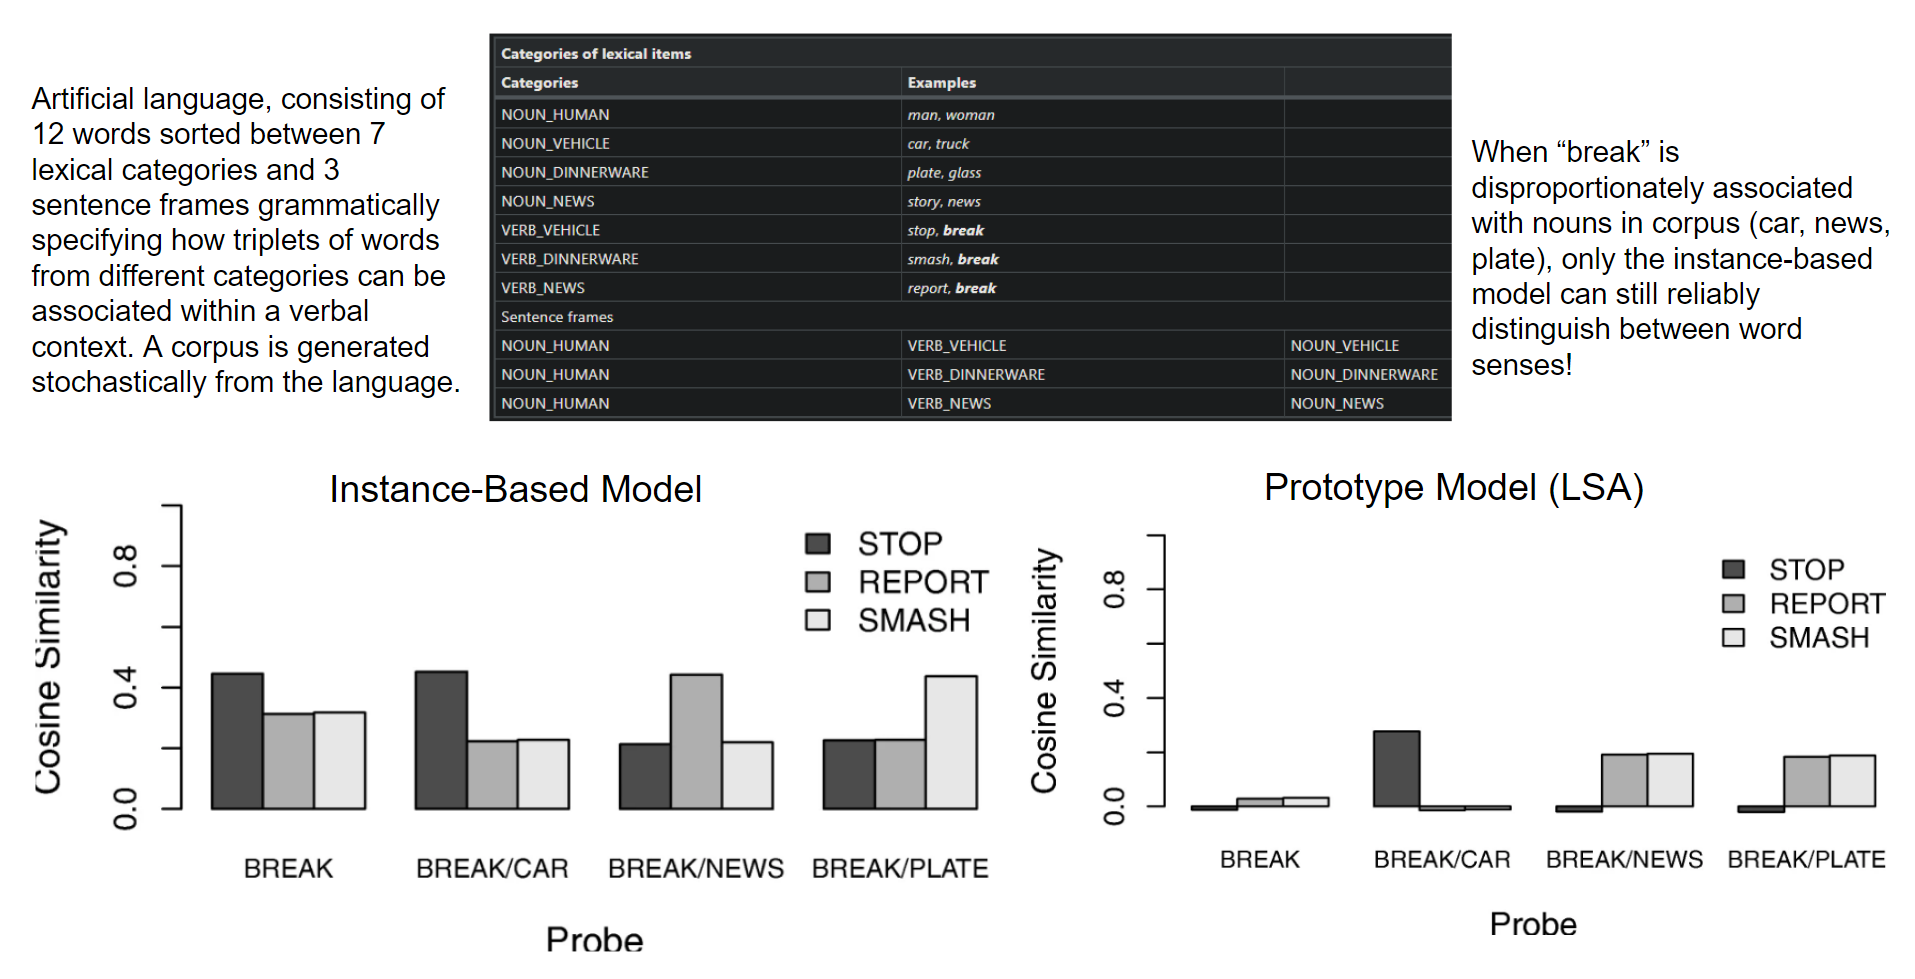 Artificial language, consisting of
12 words sorted between 7
lexical categories and 3
sentence frames grammatically
specifying how triplets of words
from different categories can be
associated within a verbal
context. A corpus is generated
stochastically from the language.
Categories of lexical items
Categories Examples
NOUN_HUMAN man, woman
NOUN_VEHICLE car, truck
NOUN_DINNERWARE plate, glass
NOUN_NEWS story, news
VERB_VEHICLE stop, break
VERB_DINNERWARE smash, break
VERB_NEWS report, break
Sentence frames
NOUN_HUMAN VERB_VEHICLE NOUN_VEHICLE
NOUN_HUMAN VERB_DINNERWARE NOUN_DINNERWARE
NOUN_HUMAN VERB_NEWS NOUN_NEWS
When “break” is
disproportionately associated
with nouns in corpus (car, news,
plate), only the instance-based
model can still reliably
distinguish between word
senses!
Instance-Based Model
Cosine Similarity
0.8
0.4
0.0
STOP
REPORT
SMASH
BREAK BREAK/CAR BREAK/NEWS BREAK/PLATE
Probe
Prototype Model (LSA)
Cosine Similarity
0.8
0.4
0.0
STOP
REPORT
SMASH
BREAK BREAK/CAR BREAK/NEWS BREAK/PLATE
Probe